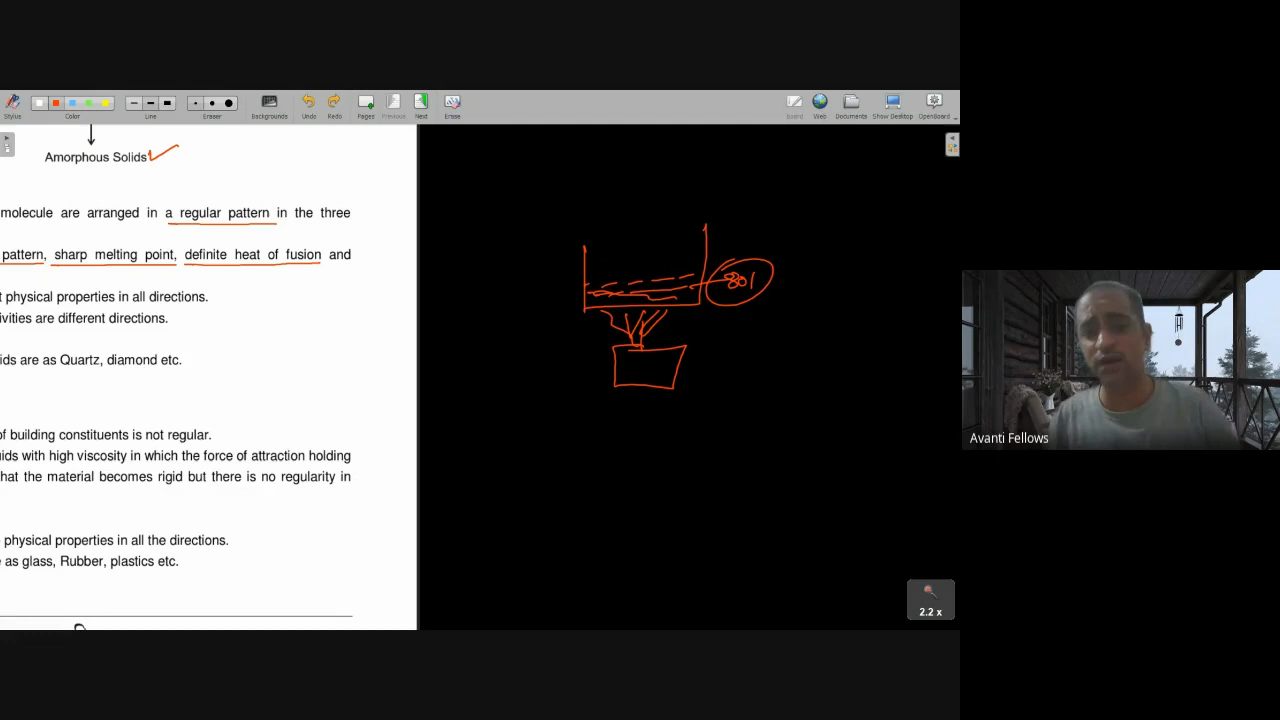 Stylus
Color
Line
Eraser
Backgrounds
Undo
Redo
Pages
Previous
Next
Erase
Board
Web
Documents
Show Desktop
OpenBoard
Amorphous Solids
molecule are arranged in a regular pattern in the three
pattern, sharp melting point, definite heat of fusion and
t physical properties in all directions.
ivities are different directions.
ids are as Quartz, diamond etc.
of building constituents is not regular.
uids with high viscosity in which the force of attraction holding
hat the material becomes rigid but there is no regularity in
physical properties in all the directions.
e as glass, Rubber, plastics etc.
801
2.2 x
Avanti Fellows